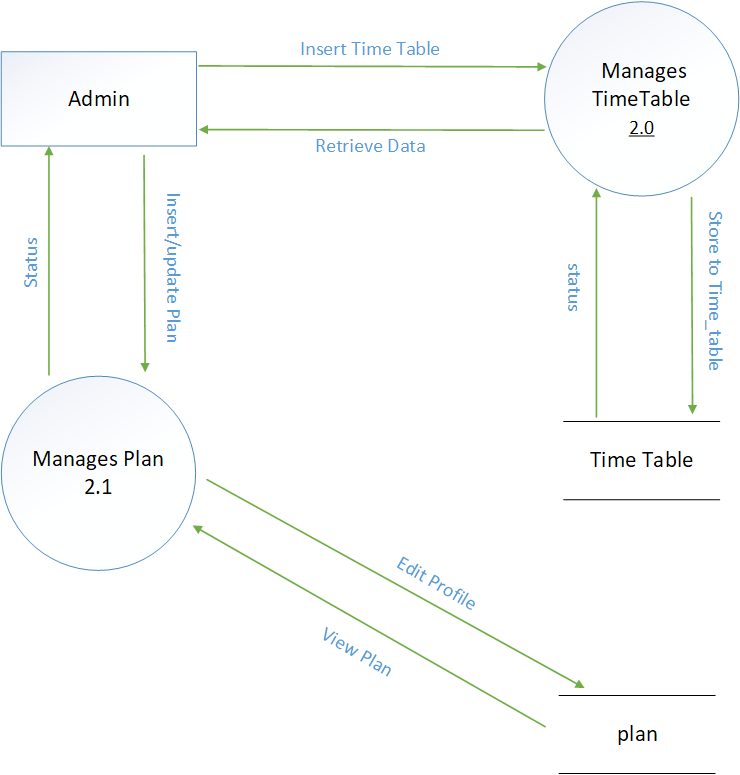 Insert Time Table
Admin
Manages
TimeTable
2.0
Retrieve Data
Status
Insert/update Plan
status
Store to Time_table
Manages Plan
2.1
Time Table
Edit Profile
View Plan
plan